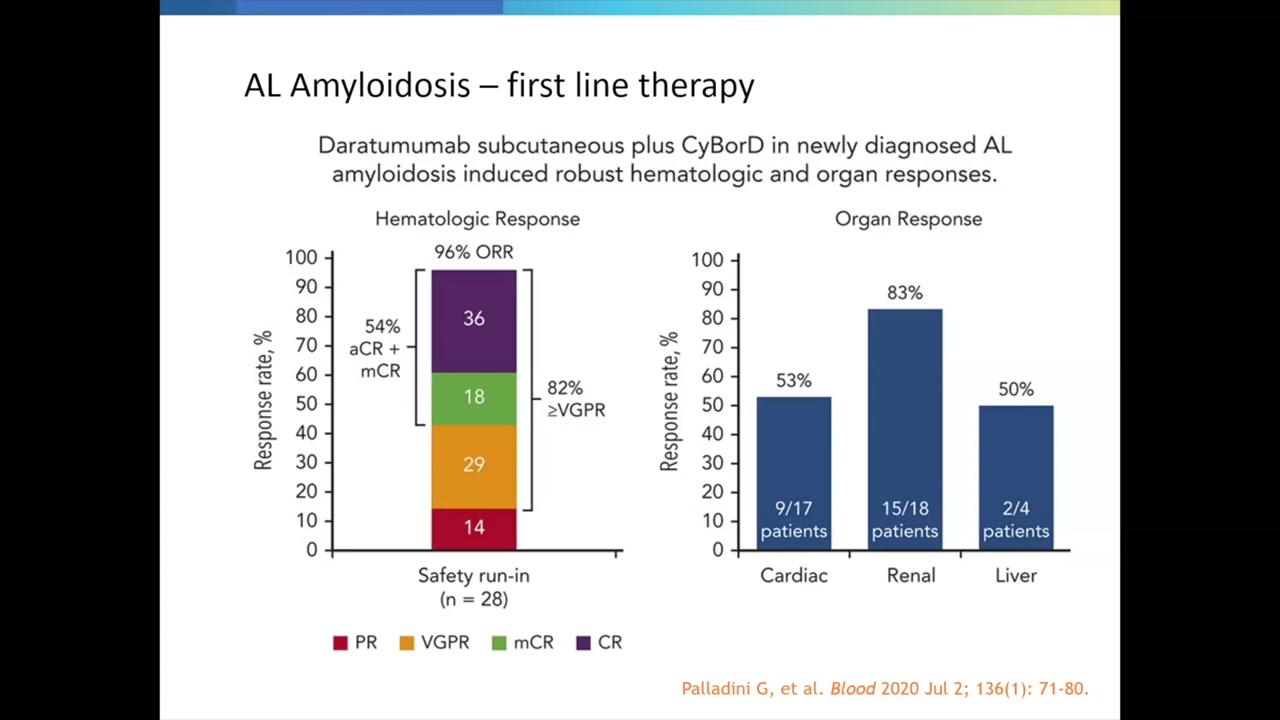 AL Amyloidosis – first line therapy
Daratumumab subcutaneous plus CyBorD in newly diagnosed AL
amyloidosis induced robust hematologic and organ responses.
Hematologic Response
96% ORR
Response rate, %
100
90
80
70
60
50
40
30
20
10
0
54%
aCR +
mCR
36
18
29
14
82%
≥VGPR
Safety run-in
(n = 28)
PR
VGPR
mCR
CR
Organ Response
Response rate, %
100
90
80
70
60
50
40
30
20
10
0
53%
9/17
patients
83%
15/18
patients
50%
2/4
patients
Cardiac
Renal
Liver
Palladini G, et al. Blood 2020 Jul 2; 136(1): 71-80.